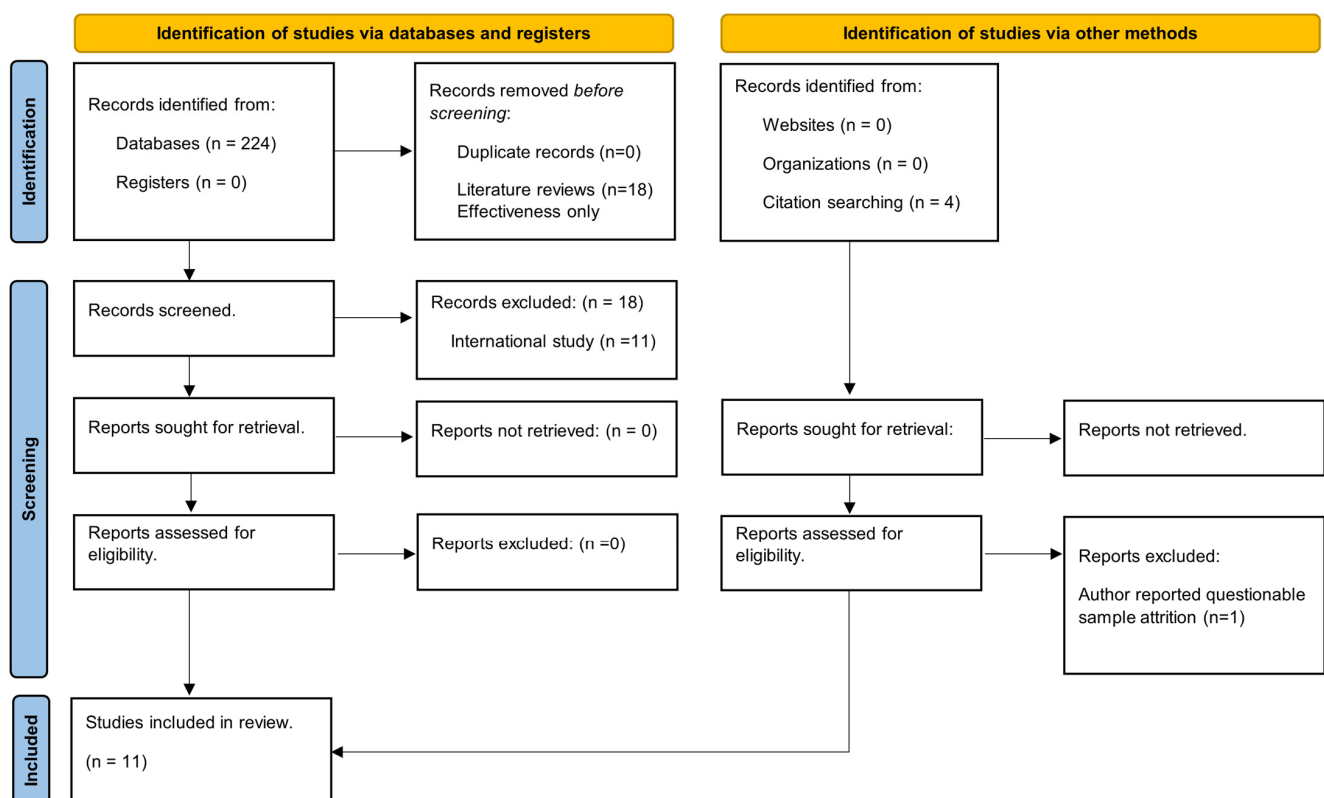 Identification of studies via databases and registers
Identification of studies via other methods
Identification
Records identified from:
Databases (n = 224)
Registers (n = 0)
Records removed before
screening:
Duplicate records (n=0)
Literature reviews (n=18)
Effectiveness only
Records identified from:
Websites (n = 0)
Organizations (n = 0)
Citation searching (n = 4)
Screening
Records screened.
Records excluded: (n = 18)
International study (n =11)
Reports sought for retrieval.
Reports not retrieved: (n = 0)
Reports sought for retrieval:
Reports not retrieved.
Reports assessed for
eligibility.
Reports excluded: (n =0)
Reports assessed for
eligibility.
Reports excluded:
Author reported questionable
sample attrition (n=1)
Included
Studies included in review.
(n = 11)